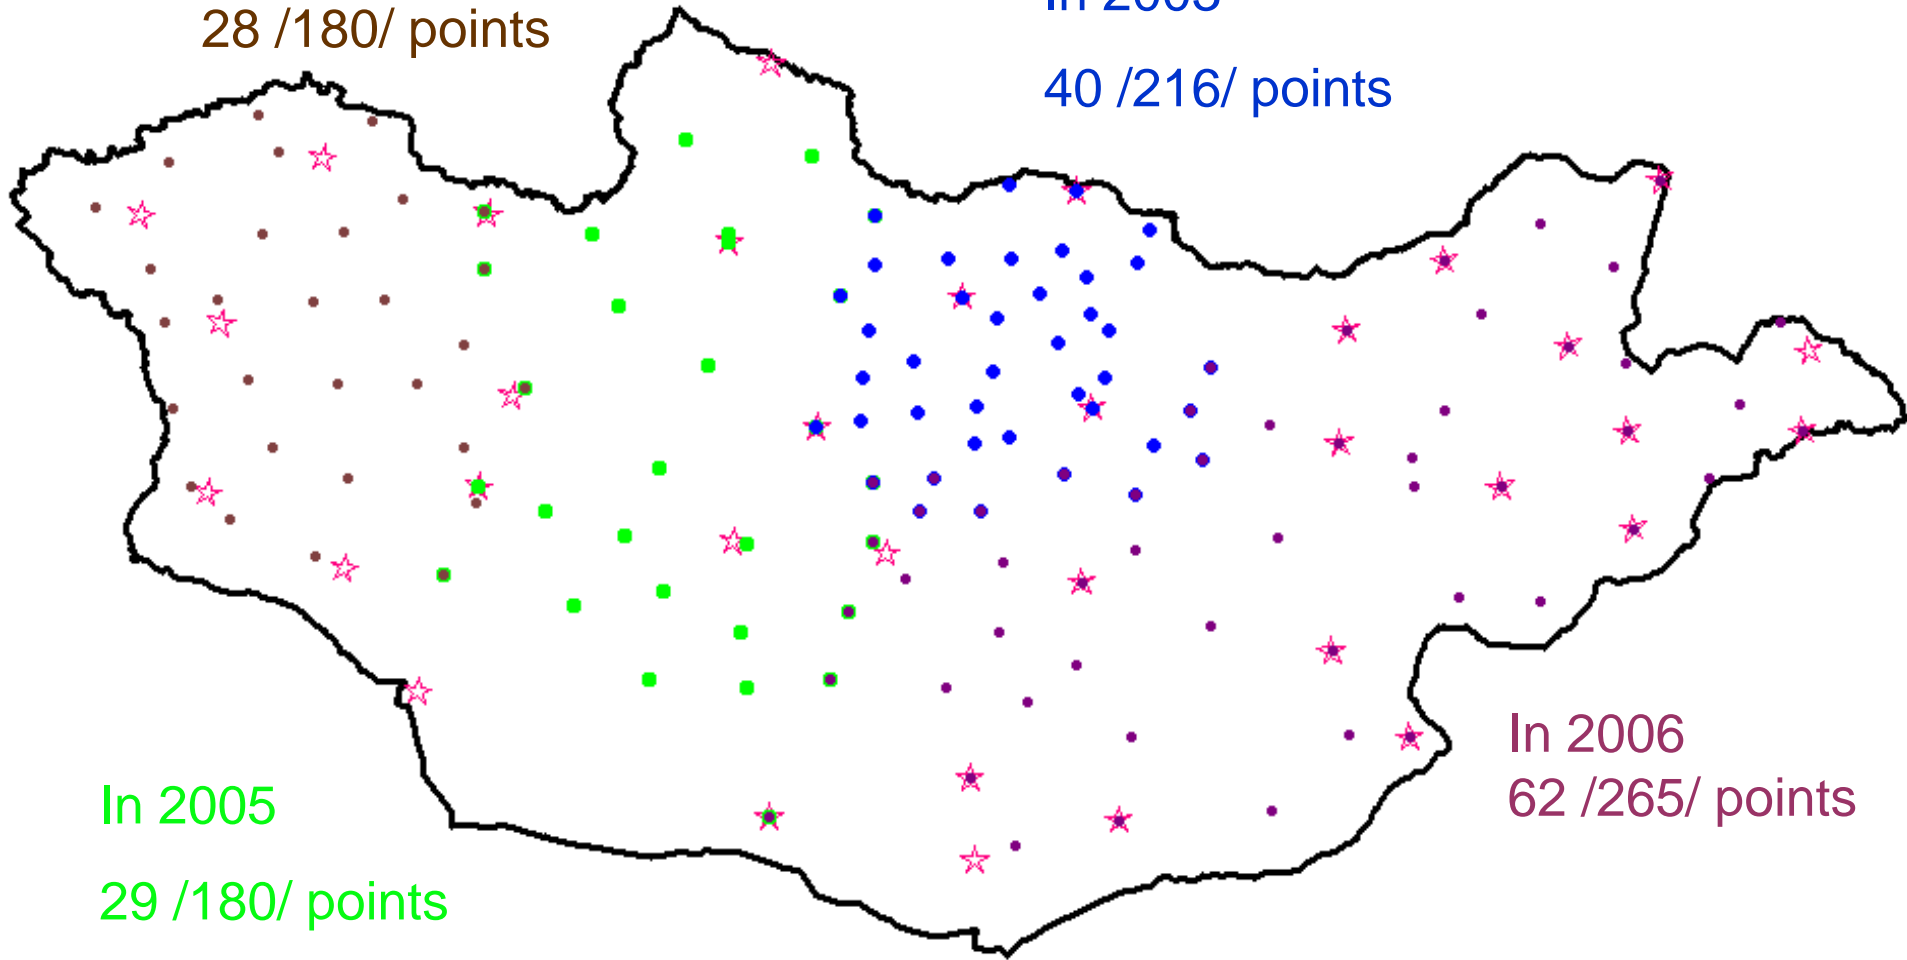 28 /180/ points
40 /216/ points
In 2006
62 /265/ points
In 2005
29 /180/ points